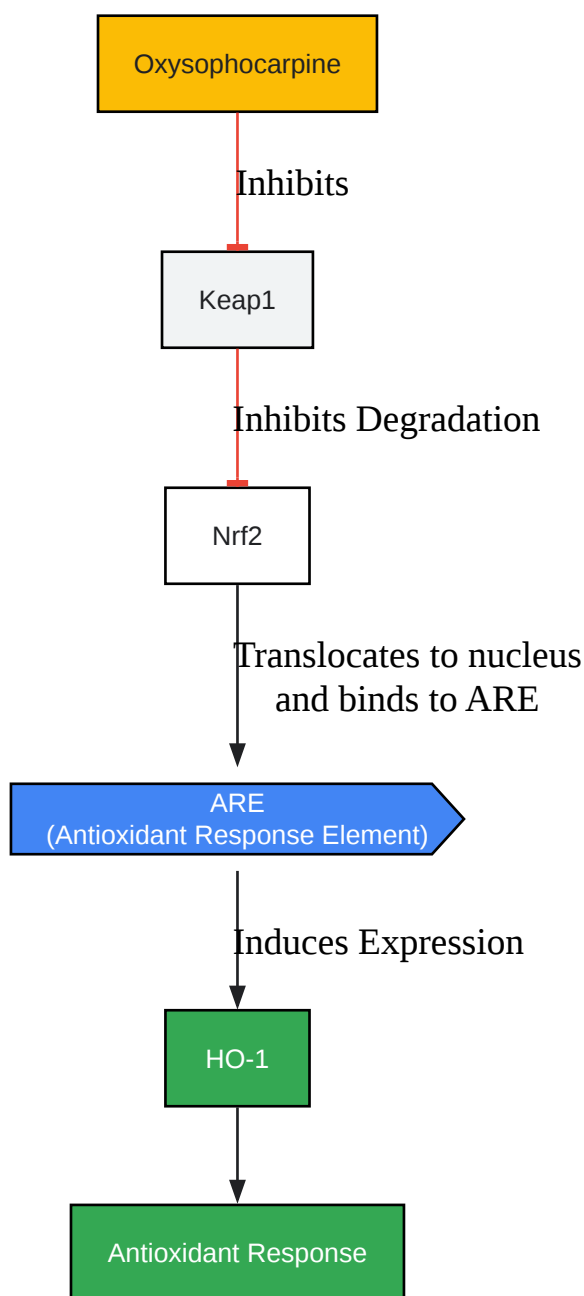 Oxysophocarpine
Inhibits
Keap1
Inhibits Degradation
Nrf2
Translocates to nucleus
and binds to ARE
ARE
(Antioxidant Response Element)
Induces Expression
HO-1
Antioxidant Response